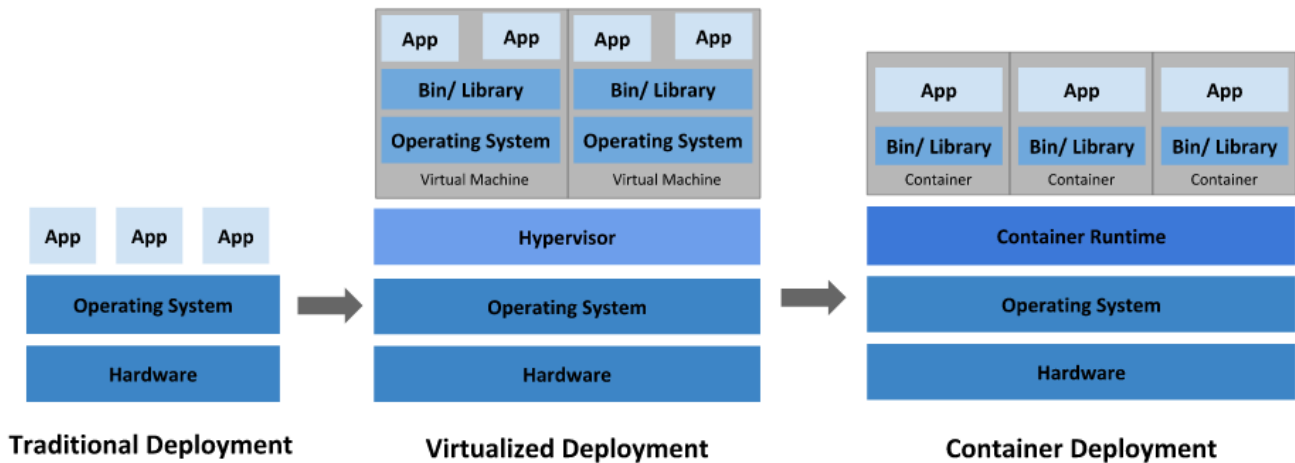 App App App
Operating System
Hardware
Traditional Deployment
App App App App
Bin/ Library Bin/ Library
Operating System Operating System
Virtual Machine Virtual Machine
Hypervisor
Operating System
Hardware
Virtualized Deployment
App App App
Bin/ Library Bin/ Library Bin/ Library
Container Container Container
Container Runtime
Operating System
Hardware
Container Deployment